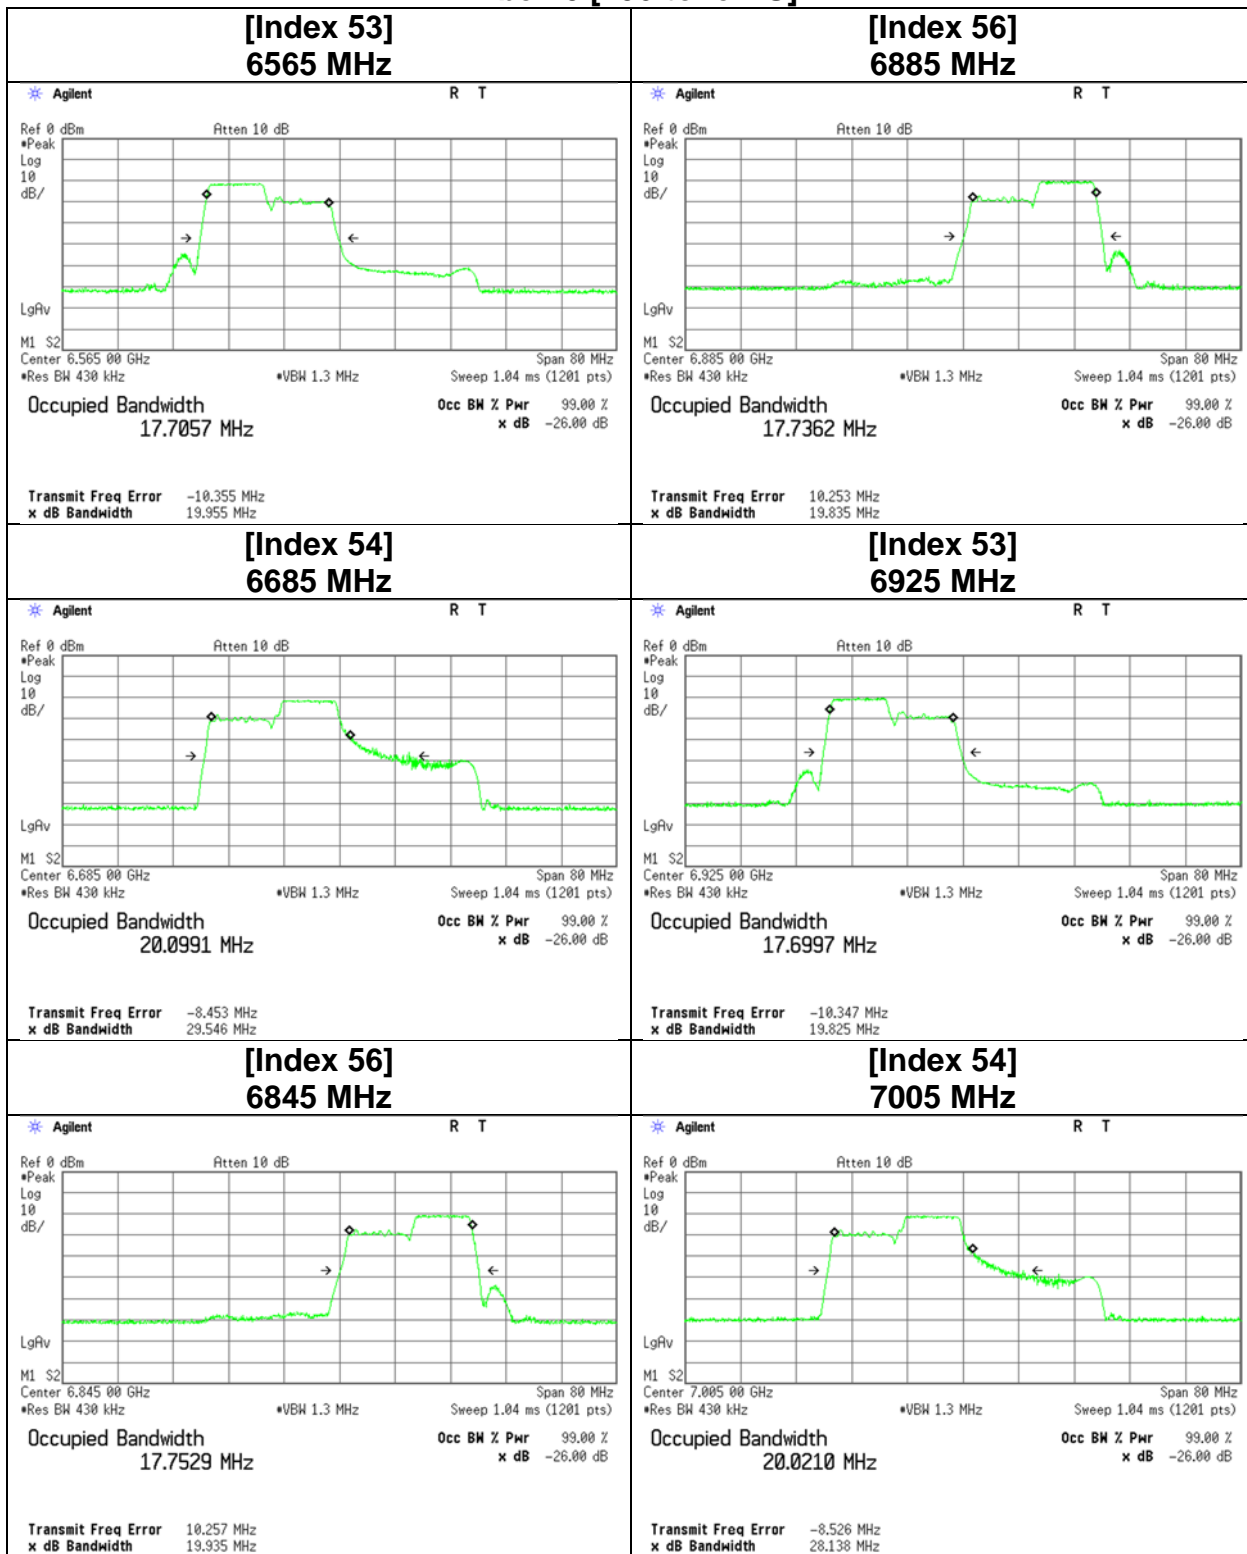 [Index 53]
6565 MHz
Agilent R T
Ref 0 dBm Atten 10 dB
*Peak
Log
10
dB/
LgAv
M1 S2
Center 6.565 00 GHz Span 80 MHz
*Res BW 430 kHz *VBW 1.3 MHz Sweep 1.04 ms (1201 pts)
Occupied Bandwidth Occ BW % Pwr 99.00 %
17.7057 MHz x dB -26.00 dB
Transmit Freq Error -10.355 MHz
x dB Bandwidth 19.955 MHz
[Index 56]
6885 MHz
Agilent R T
Ref 0 dBm Atten 10 dB
*Peak
Log
10
dB/
LgAv
M1 S2
Center 6.885 00 GHz Span 80 MHz
*Res BW 430 kHz *VBW 1.3 MHz Sweep 1.04 ms (1201 pts)
Occupied Bandwidth Occ BW % Pwr 99.00 %
17.7362 MHz x dB -26.00 dB
Transmit Freq Error 10.253 MHz
x dB Bandwidth 19.835 MHz
[Index 54]
6685 MHz
Agilent R T
Ref 0 dBm Atten 10 dB
*Peak
Log
10
dB/
LgAv
M1 S2
Center 6.685 00 GHz Span 80 MHz
*Res BW 430 kHz *VBW 1.3 MHz Sweep 1.04 ms (1201 pts)
Occupied Bandwidth Occ BW % Pwr 99.00 %
20.0991 MHz x dB -26.00 dB
Transmit Freq Error -8.453 MHz
x dB Bandwidth 29.546 MHz
[Index 53]
6925 MHz
Agilent R T
Ref 0 dBm Atten 10 dB
*Peak
Log
10
dB/
LgAv
M1 S2
Center 6.925 00 GHz Span 80 MHz
*Res BW 430 kHz *VBW 1.3 MHz Sweep 1.04 ms (1201 pts)
Occupied Bandwidth Occ BW % Pwr 99.00 %
17.6997 MHz x dB -26.00 dB
Transmit Freq Error -10.347 MHz
x dB Bandwidth 19.825 MHz
[Index 56]
6845 MHz
Agilent R T
Ref 0 dBm Atten 10 dB
*Peak
Log
10
dB/
LgAv
M1 S2
Center 6.845 00 GHz Span 80 MHz
*Res BW 430 kHz *VBW 1.3 MHz Sweep 1.04 ms (1201 pts)
Occupied Bandwidth Occ BW % Pwr 99.00 %
17.7529 MHz x dB -26.00 dB
Transmit Freq Error 10.257 MHz
x dB Bandwidth 19.935 MHz
[Index 54]
7005 MHz
Agilent R T
Ref 0 dBm Atten 10 dB
*Peak
Log
10
dB/
LgAv
M1 S2
Center 7.005 00 GHz Span 80 MHz
*Res BW 430 kHz *VBW 1.3 MHz Sweep 1.04 ms (1201 pts)
Occupied Bandwidth Occ BW % Pwr 99.00 %
20.0210 MHz x dB -26.00 dB
Transmit Freq Error -8.526 MHz
x dB Bandwidth 28.138 MHz